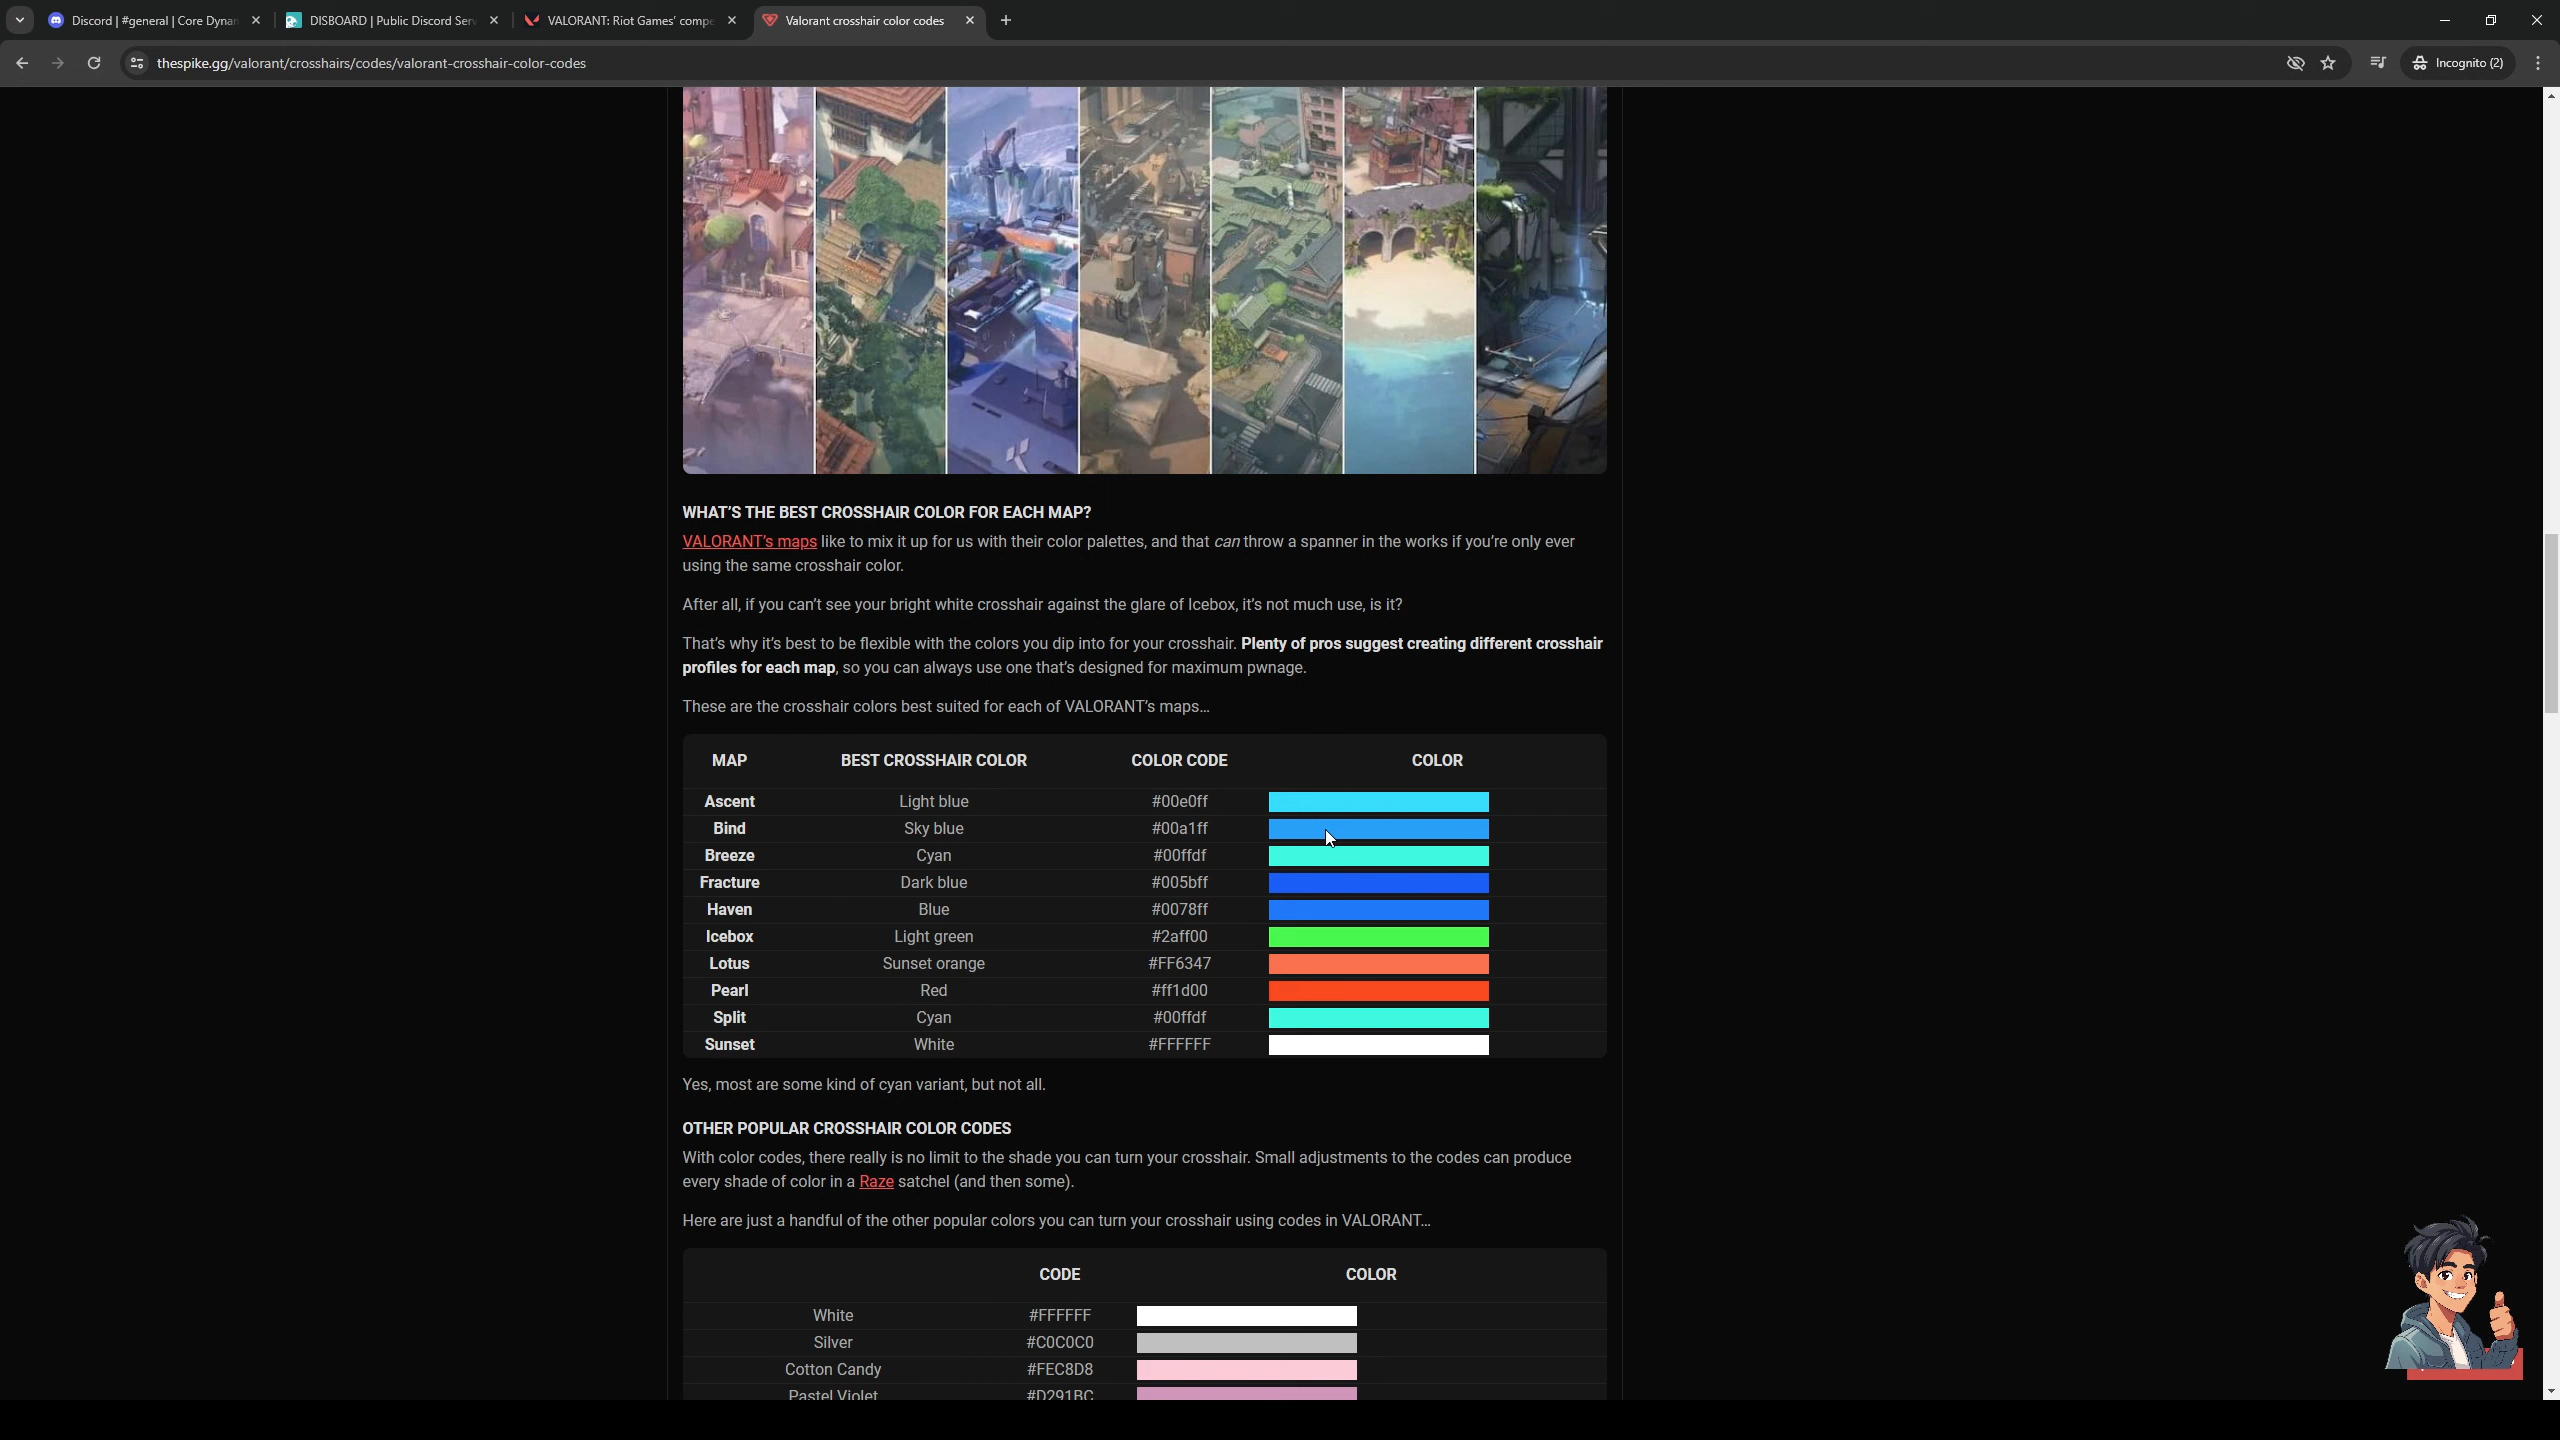 Discord | #general | Core Dynan
DISBOARD | Public Discord Serv
VALORANT: Riot Games' compe
Valorant crosshair color codes
thespike.gg/valorant/crosshairs/codes/valorant-crosshair-color-codes
Incognito (2)
WHAT'S THE BEST CROSSHAIR COLOR FOR EACH MAP?
VALORANT's maps like to mix it up for us with their color palettes, and that can throw a spanner in the works if you're only ever
using the same crosshair color.
After all, if you can't see your bright white crosshair against the glare of Icebox, it's not much use, is it?
That's why it's best to be flexible with the colors you dip into for your crosshair. Plenty of pros suggest creating different crosshair
profiles for each map, so you can always use one that's designed for maximum pwnage.
These are the crosshair colors best suited for each of VALORANT's maps…
MAP BEST CROSSHAIR COLOR COLOR CODE COLOR
Ascent Light blue #00e0ff
Bind Sky blue #00a1ff
Breeze Cyan #00ffdf
Fracture Dark blue #005bff
Haven Blue #0078ff
Icebox Light green #2aff00
Lotus Sunset orange #FF6347
Pearl Red #ff1d00
Split Cyan #00ffdf
Sunset White #FFFFFF
Yes, most are some kind of cyan variant, but not all.
OTHER POPULAR CROSSHAIR COLOR CODES
With color codes, there really is no limit to the shade you can turn your crosshair. Small adjustments to the codes can produce
every shade of color in a Raze satchel (and then some).
Here are just a handful of the other popular colors you can turn your crosshair using codes in VALORANT…
CODE COLOR
White #FFFFFF
Silver #C0C0C0
Cotton Candy #FEC8D8
Pastel Violet #D291BC